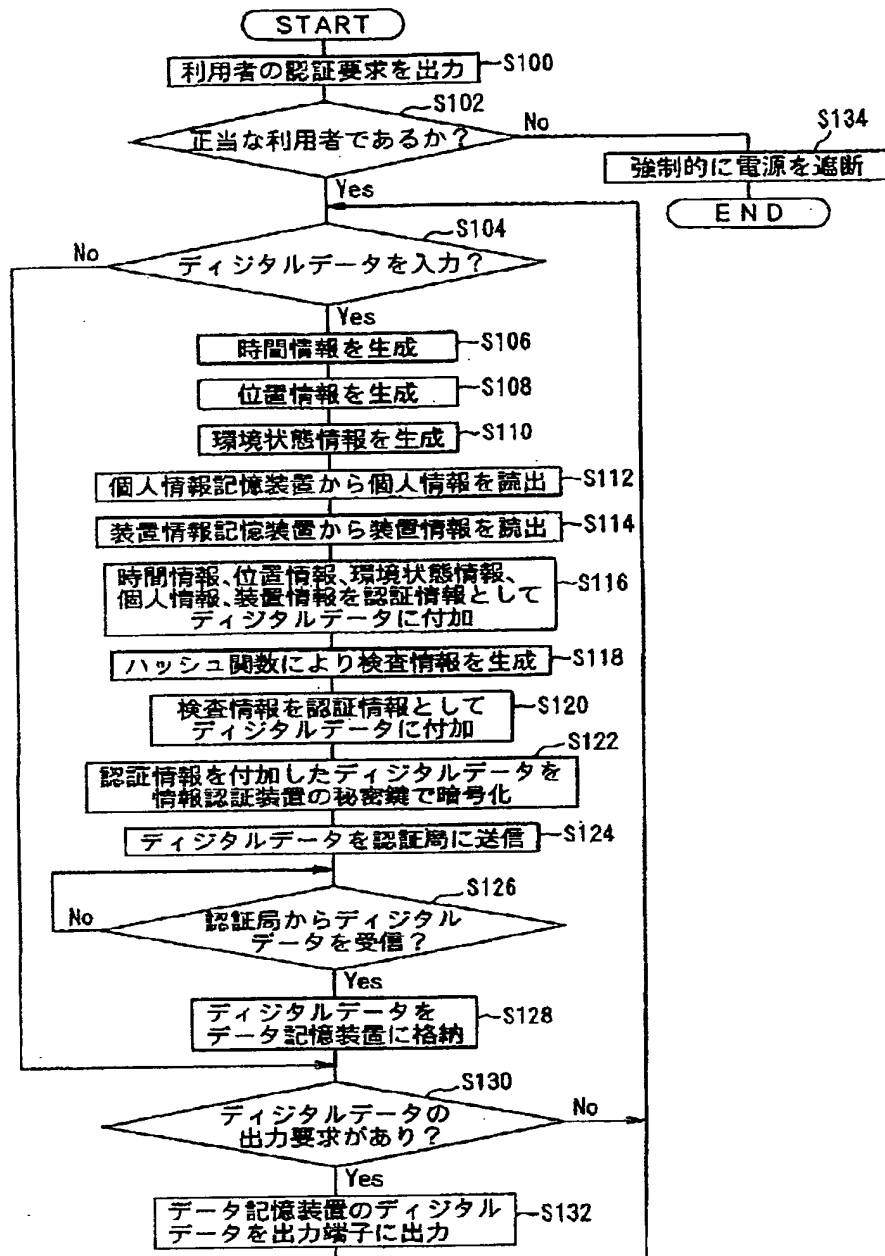 START
利用者の認証要求を出力
S100
S102
正当な利用者であるか?
No
S134
強制的に電源を遮断
END
Yes
S104
No
ディジタルデータを入力?
Yes
時間情報を生成
S106
位置情報を生成
S108
環境状態情報を生成
S110
個人情報記憶装置から個人情報を読出
S112
装置情報記憶装置から装置情報を読出
S114
時間情報、位置情報、環境状態情報、
個人情報、装置情報を認証情報として
ディジタルデータに付加
S116
ハッシュ関数により検査情報を生成
S118
検査情報を認証情報として
ディジタルデータに付加
S120
S122
認証情報を付加したディジタルデータを
情報認証装置の秘密鍵で暗号化
ディジタルデータを認証局に送信
S124
S126
No
認証局からディジタル
データを受信?
Yes
ディジタルデータを
データ記憶装置に格納
S128
S130
ディジタルデータの
出力要求があり?
No
Yes
データ記憶装置のディジタル
データを出力端子に出力
S132